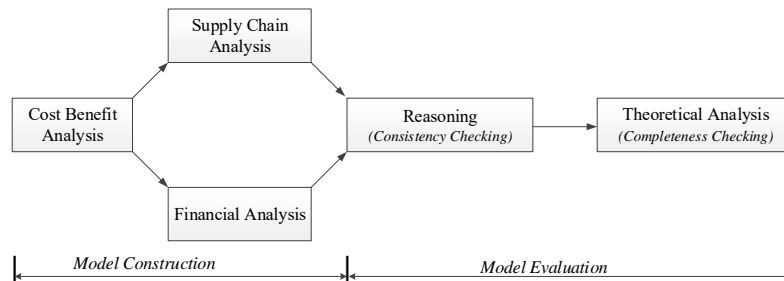 Supply Chain
Analysis
Cost Benefit
Analysis
Reasoning
(Consistency Checking)
Theoretical Analysis
(Completeness Checking)
Financial Analysis
Model Construction
Model Evaluation